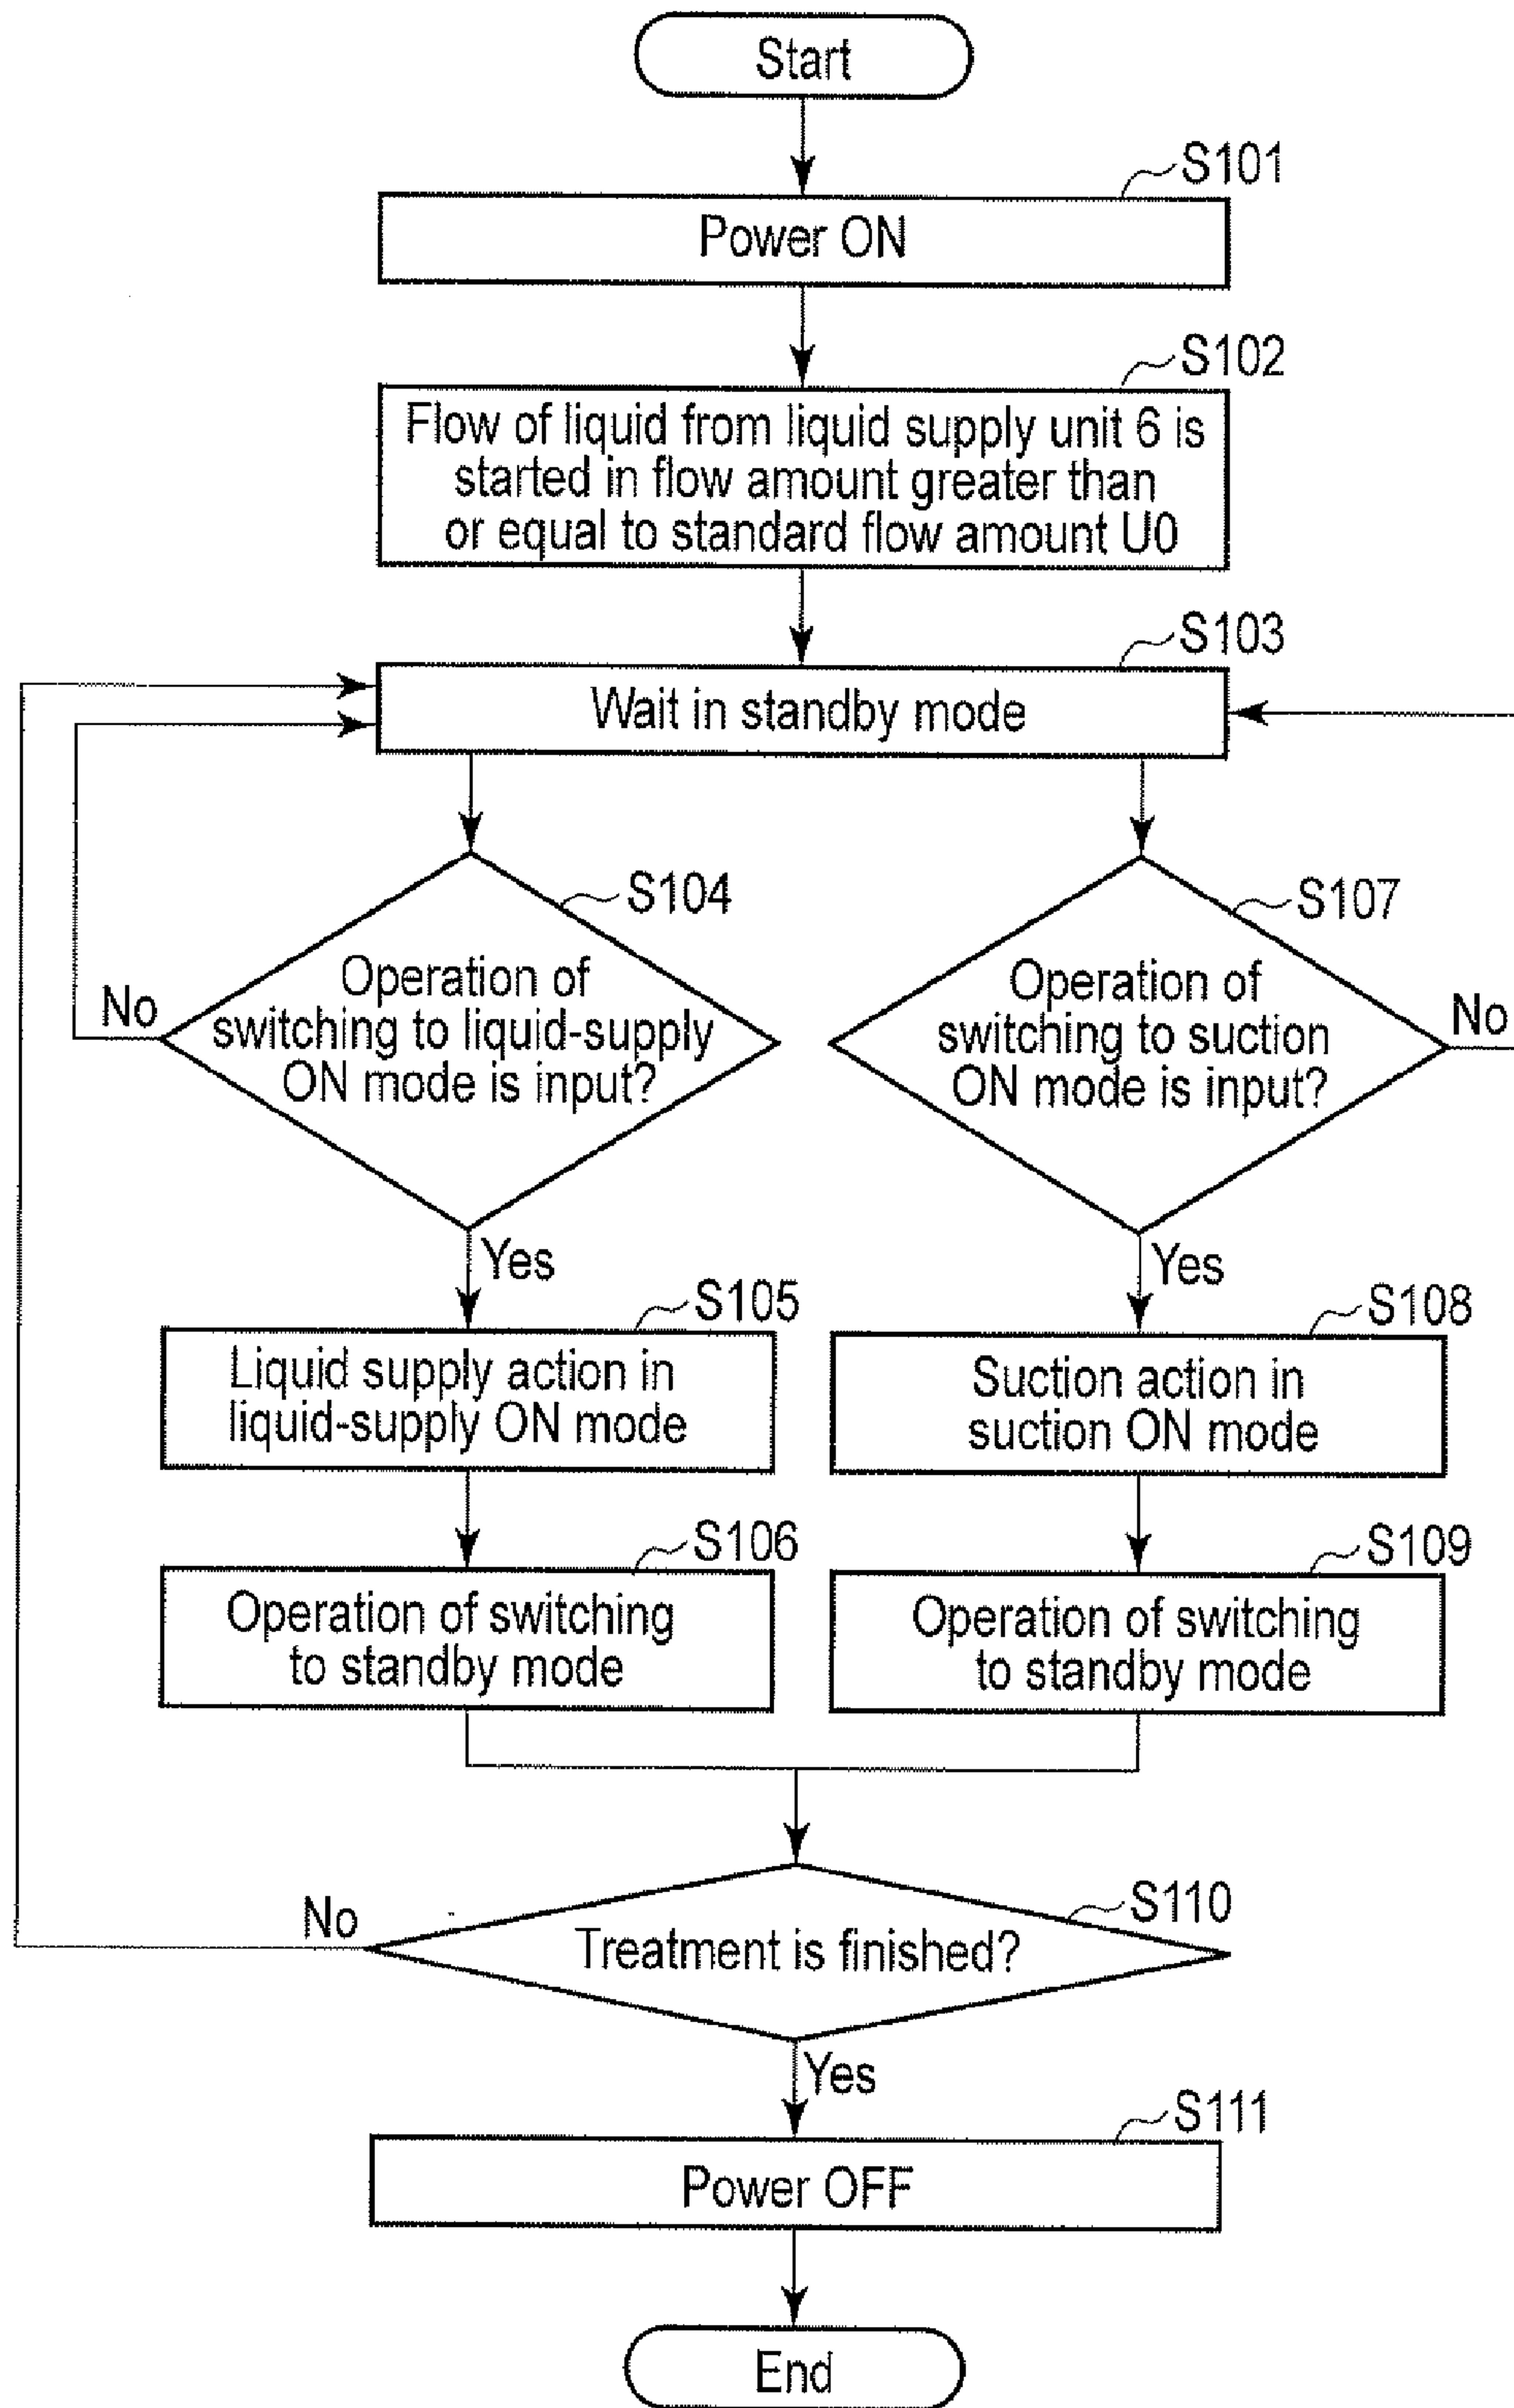 Start
S101
Power ON
S102
Flow of liquid from liquid supply unit 6 is
started in flow amount greater than
or equal to standard flow amount U0
S103
Wait in standby mode
S104
Operation of
switching to liquid-supply
ON mode is input?
No
Yes
S107
Operation of
switching to suction
ON mode is input?
No
Yes
S105
Liquid supply action in
liquid-supply ON mode
S108
Suction action in
suction ON mode
S106
Operation of switching
to standby mode
S109
Operation of switching
to standby mode
S110
No
Treatment is finished?
Yes
S111
Power OFF
End